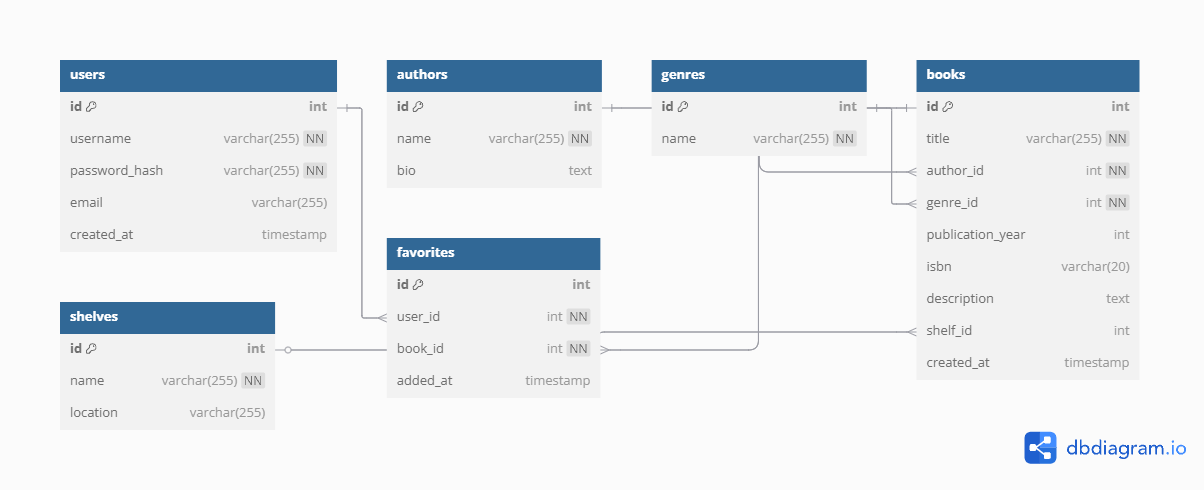 users
id int
username varchar(255) NN
password_hash varchar(255) NN
email varchar(255)
created_at timestamp
authors
id int
name varchar(255) NN
bio text
genres
id int
name varchar(255) NN
books
id int
title varchar(255) NN
author_id int NN
genre_id int NN
publication_year int
isbn varchar(20)
description text
shelf_id int
created_at timestamp
favorites
id int
user_id int NN
book_id int NN
added_at timestamp
shelves
id int
name varchar(255) NN
location varchar(255)
dbdiagram.io